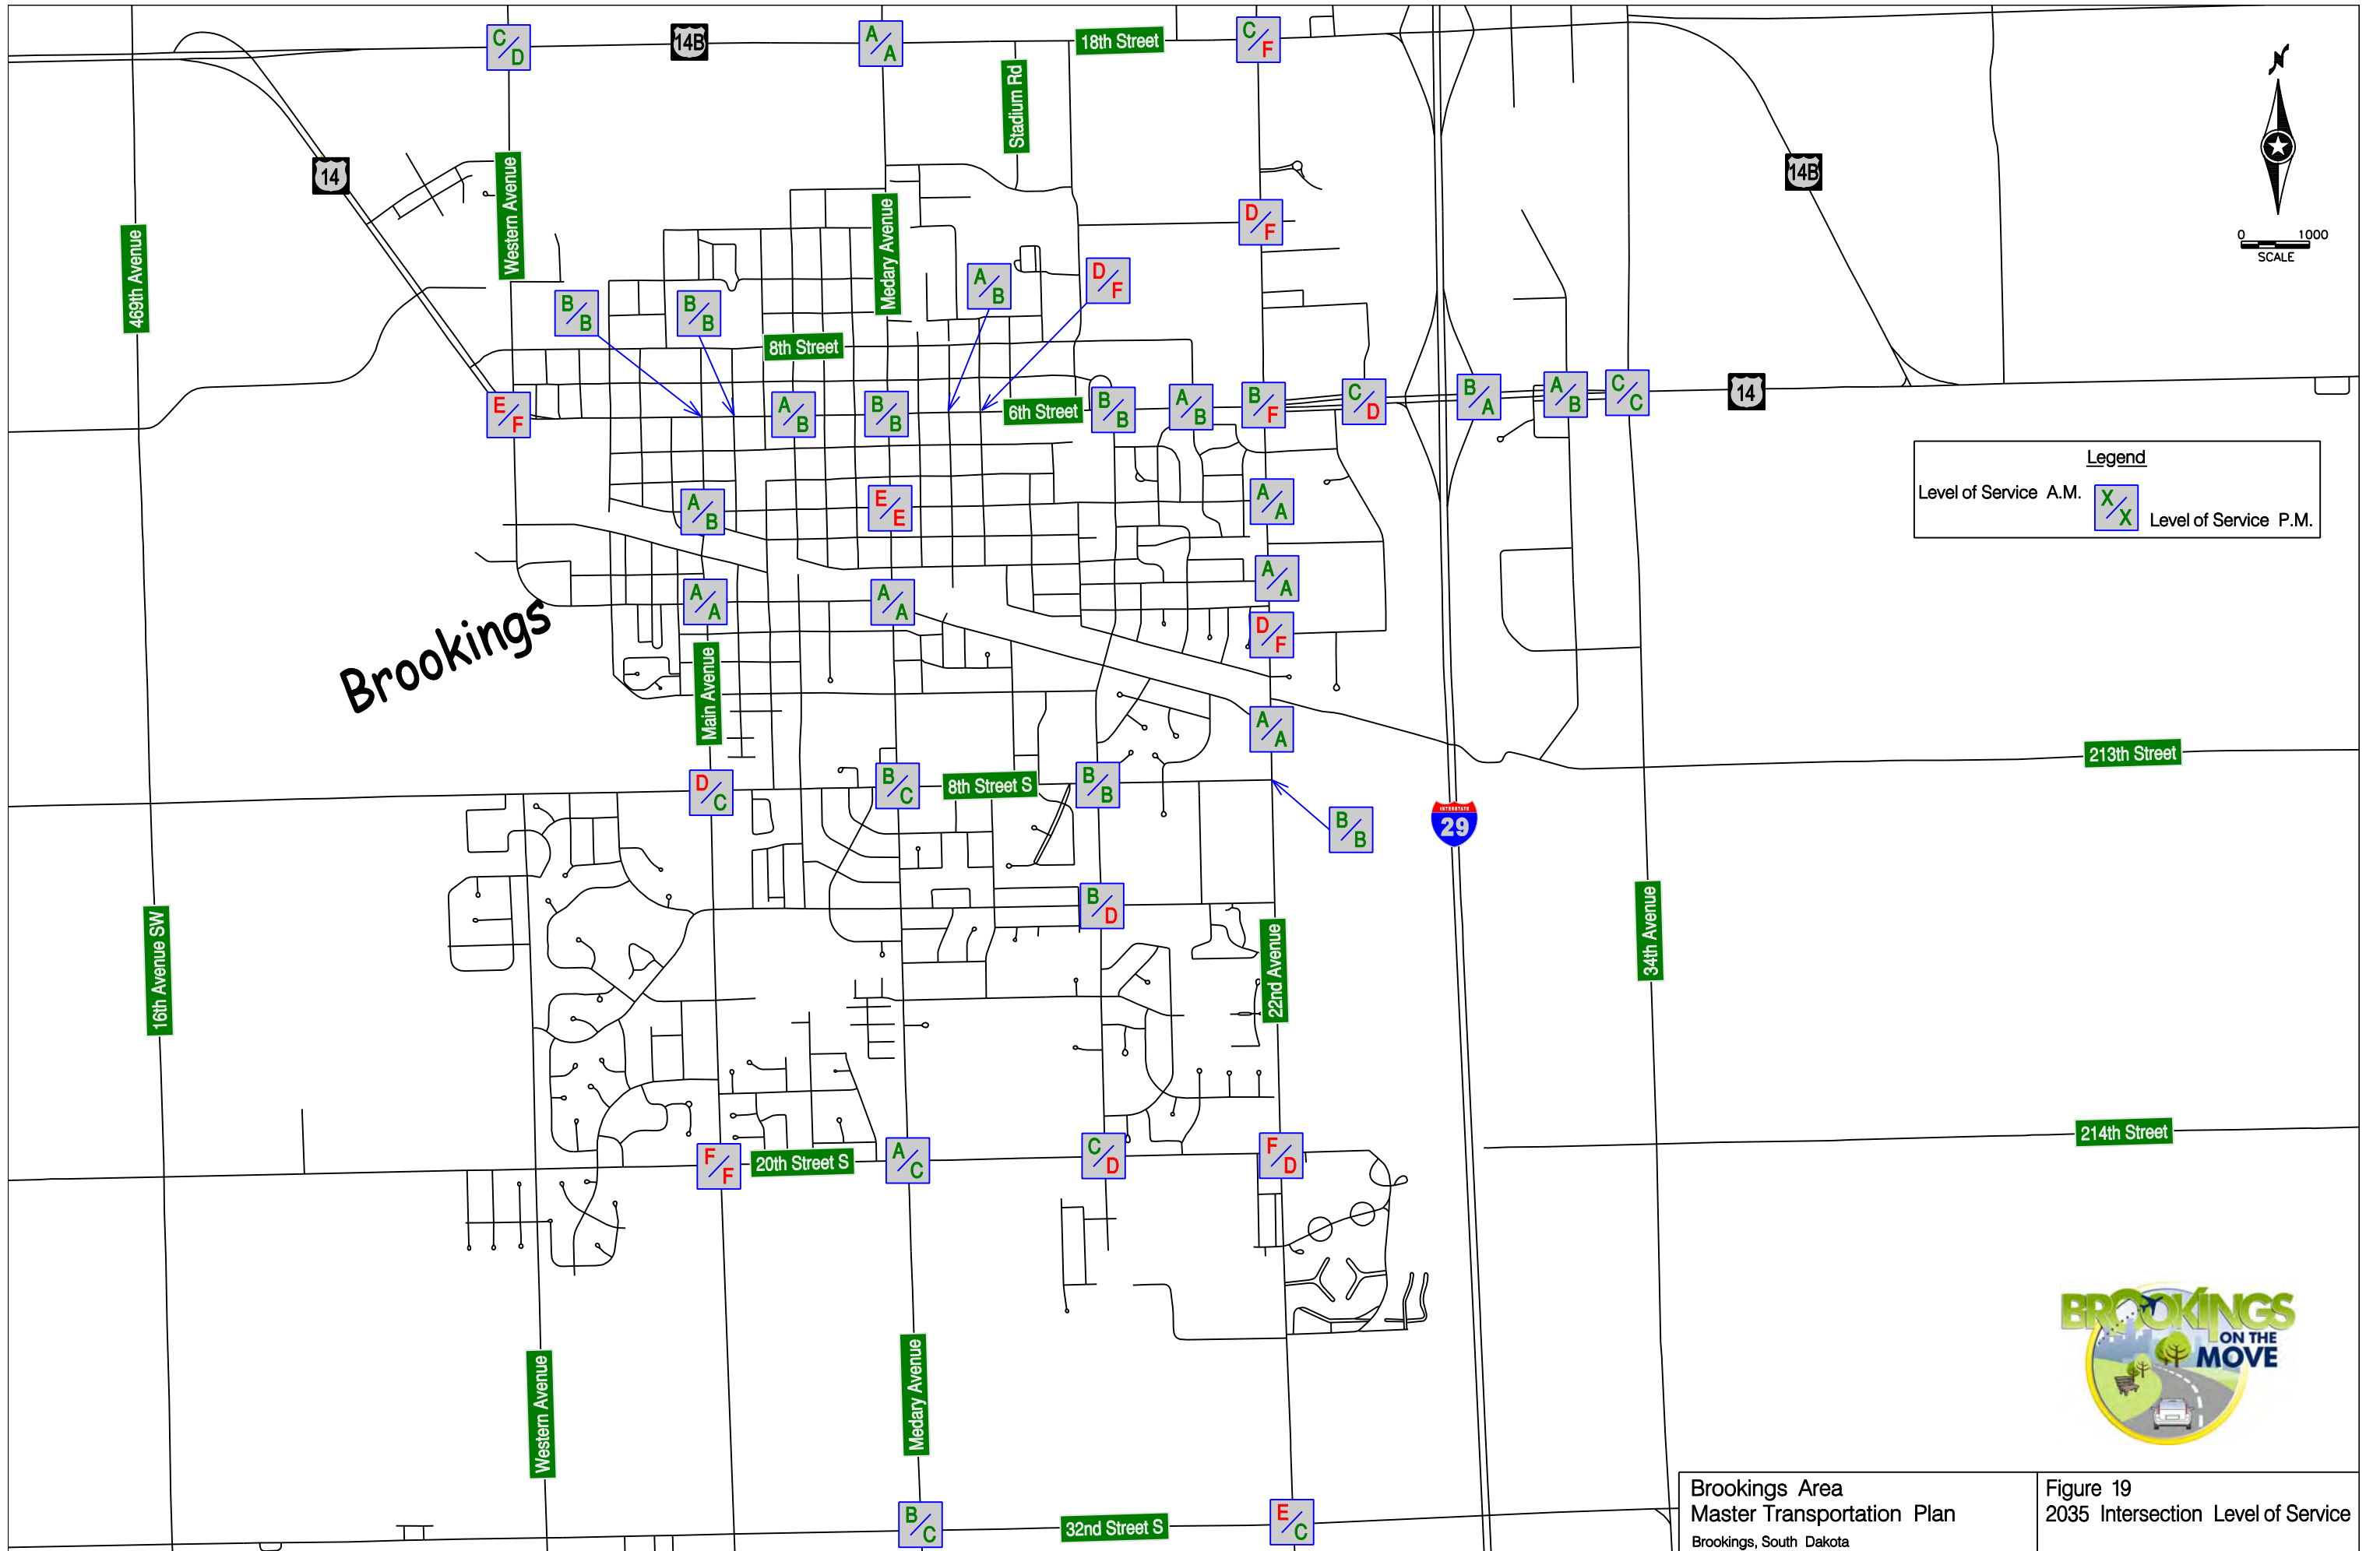 C/D
14B
A/A
18th Street
C/F
N
Stadium Rd
14
14B
Western Avenue
Medary Avenue
D/F
469th Avenue
0 1000
SCALE
B/B
B/B
A/B
D/F
8th Street
E/F
A/B
B/B
6th Street
B/B
A/B
B/F
C/D
B/A
A/B
C/C
14
Legend
Level of Service A.M.
X/X
Level of Service P.M.
A/B
E/E
A/A
A/A
A/A
A/A
D/F
Brookings
Main Avenue
A/A
213th Street
D/C
B/C
8th Street S
B/B
B/B
INTERSTATE
29
B/D
16th Avenue SW
22nd Avenue
34th Avenue
214th Street
F/F
20th Street S
A/C
C/D
F/D
Western Avenue
Medary Avenue
BROOKINGS
ON THE
MOVE
B/C
32nd Street S
E/C
Brookings Area
Master Transportation Plan
Brookings, South Dakota
Figure 19
2035 Intersection Level of Service